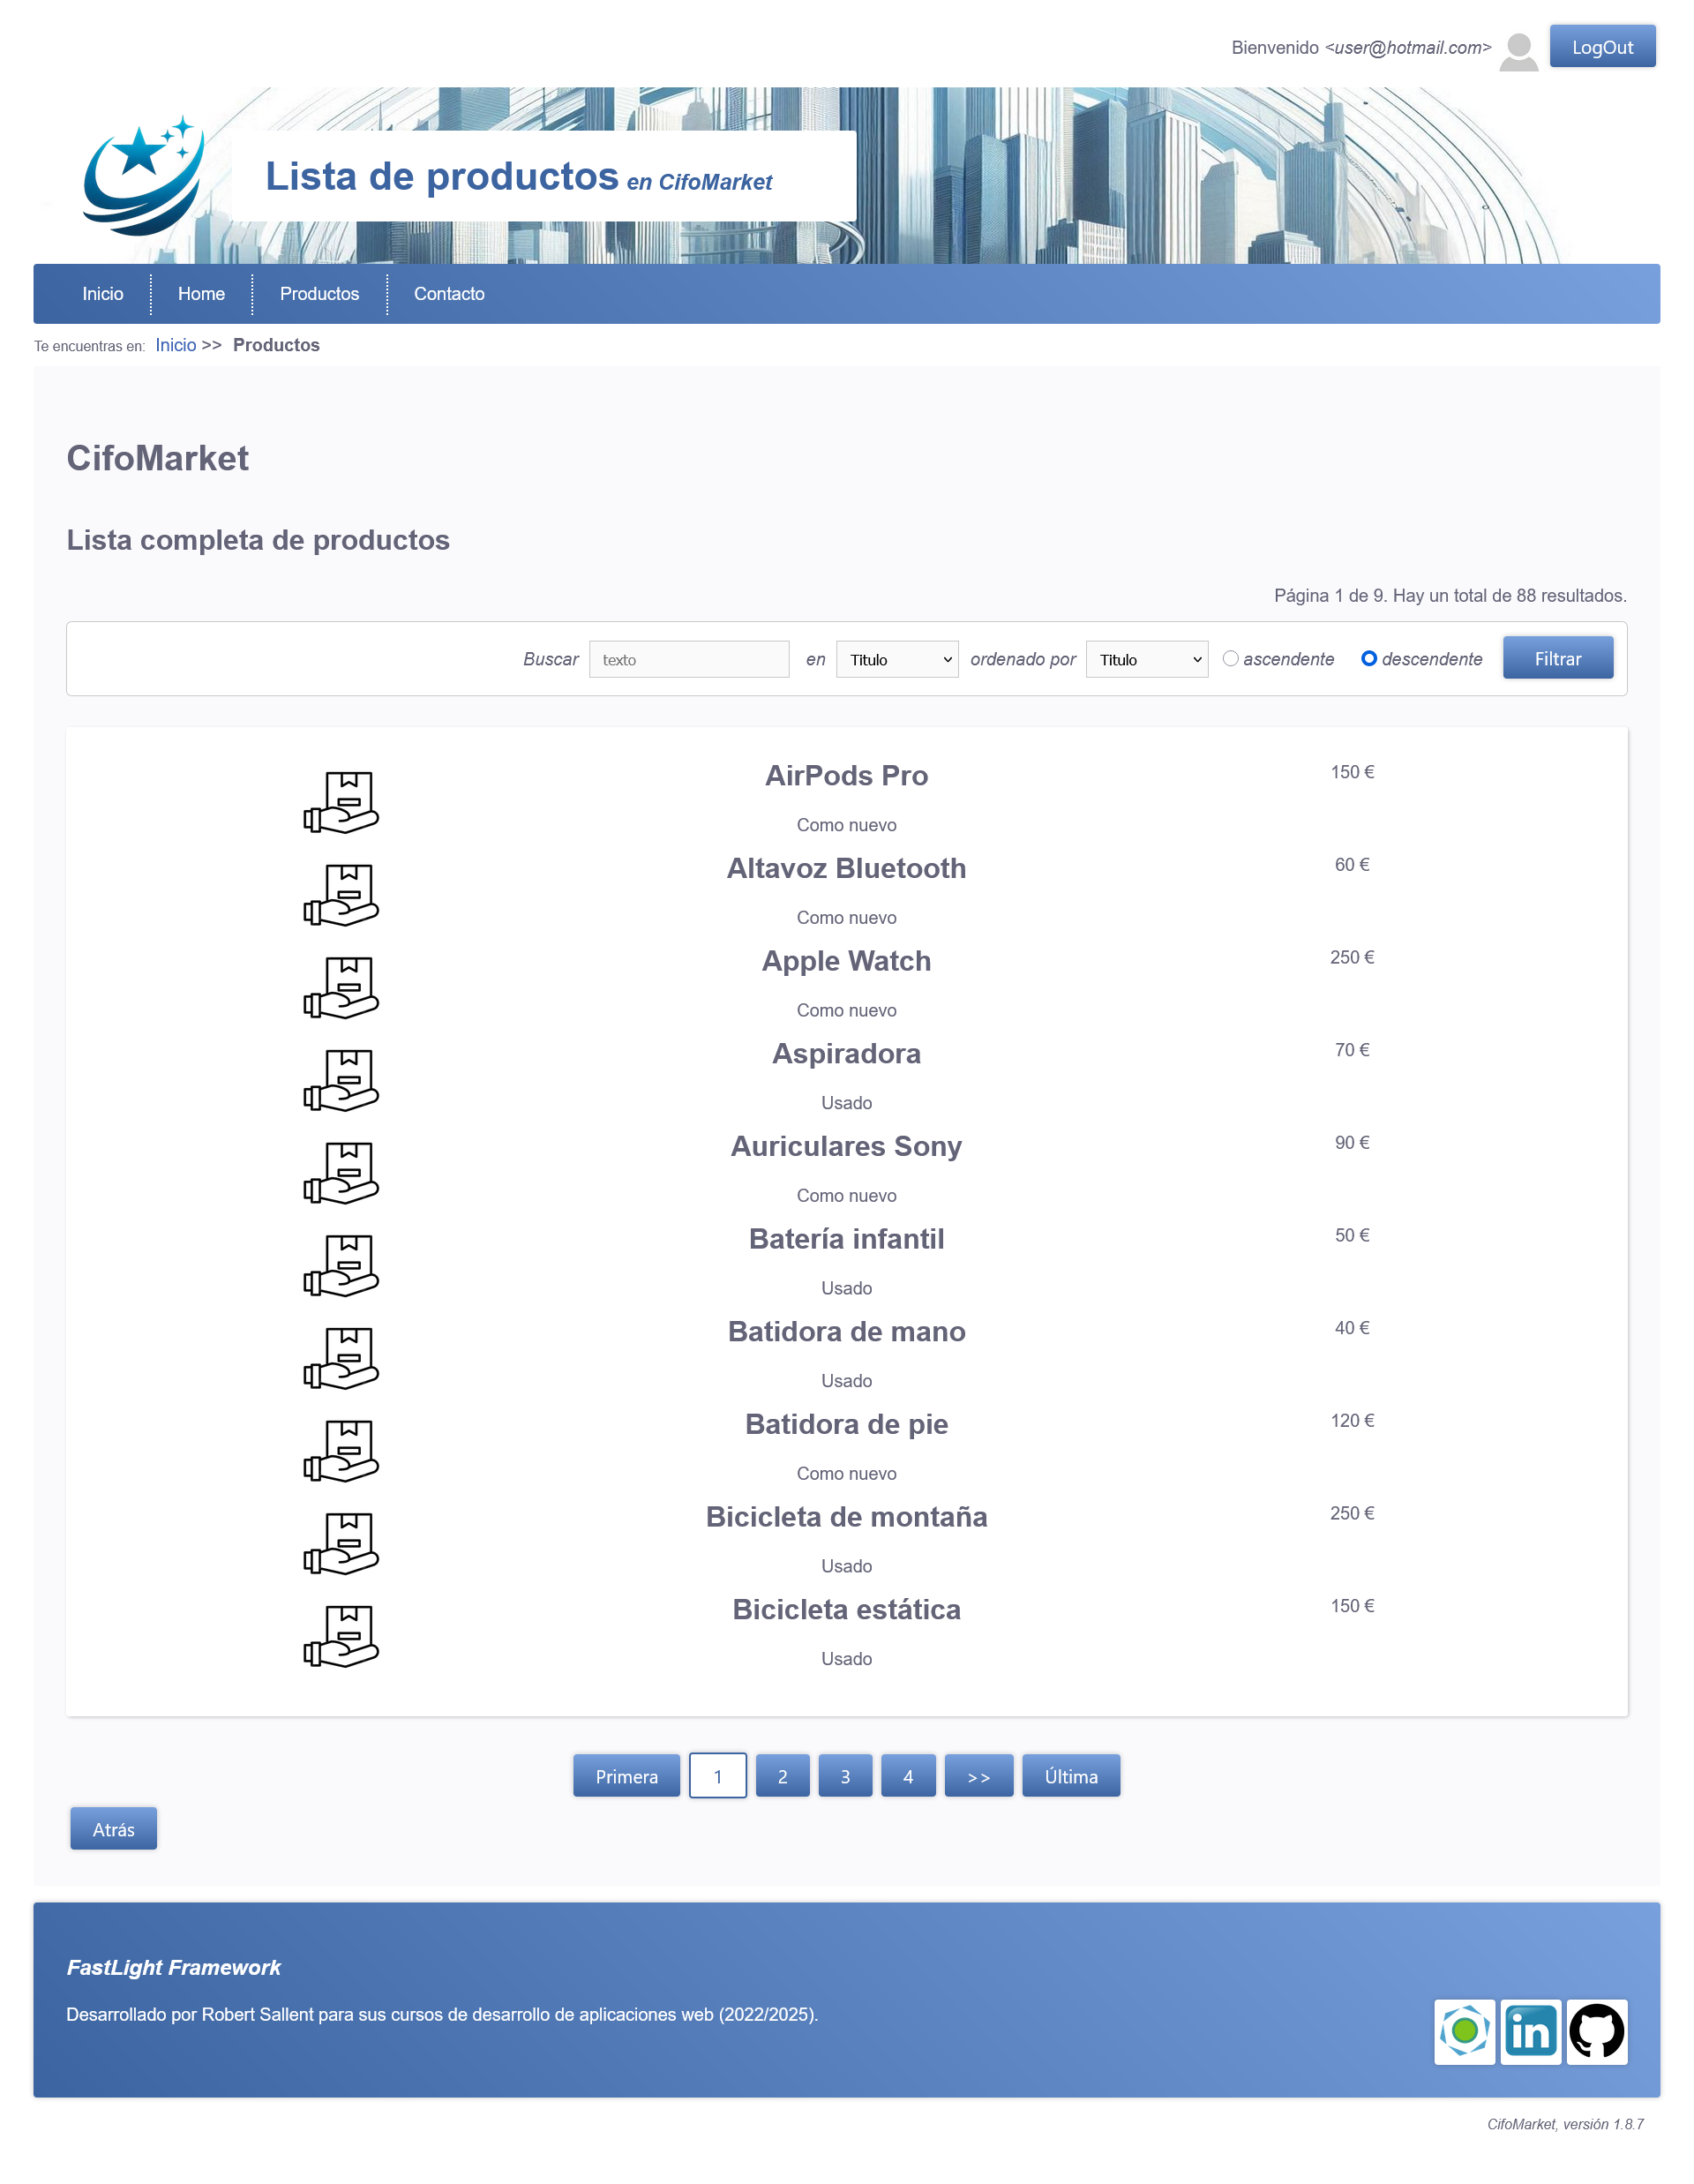 Bienvenido <user@hotmail.com> LogOut
Lista de productos en CifoMarket
Inicio Home Productos Contacto
Te encuentras en: Inicio >> Productos
CifoMarket
Lista completa de productos
Página 1 de 9. Hay un total de 88 resultados.
Buscar texto en Titulo ordenado por Titulo ascendente descendente Filtrar
AirPods Pro 150 €
Como nuevo
Altavoz Bluetooth 60 €
Como nuevo
Apple Watch 250 €
Como nuevo
Aspiradora 70 €
Usado
Auriculares Sony 90 €
Como nuevo
Batería infantil 50 €
Usado
Batidora de mano 40 €
Usado
Batidora de pie 120 €
Como nuevo
Bicicleta de montaña 250 €
Usado
Bicicleta estática 150 €
Usado
Primera 1 2 3 4 >> Última
Atrás
FastLight Framework
Desarrollado por Robert Sallent para sus cursos de desarrollo de aplicaciones web (2022/2025).
in
CifoMarket, versión 1.8.7